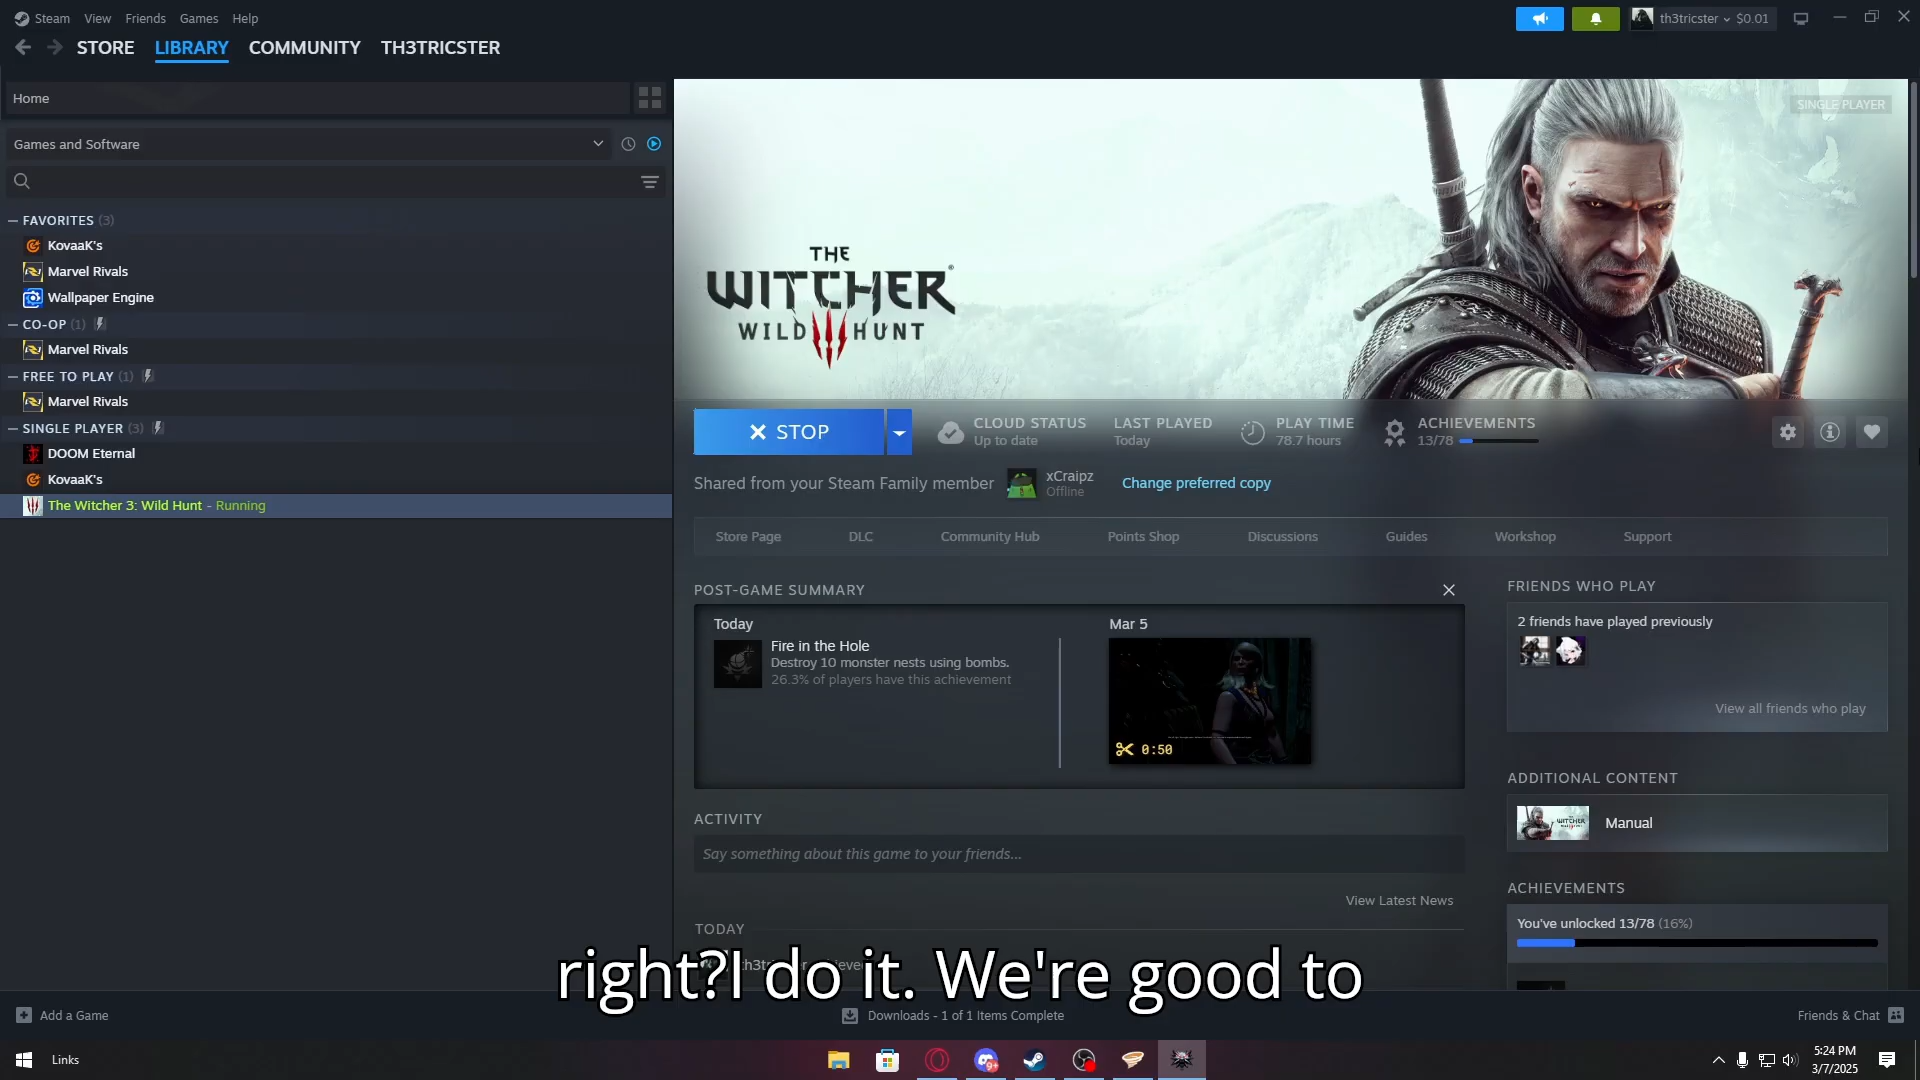 Steam View Friends Games Help
th3tricster $0.01
STORE LIBRARY COMMUNITY TH3TRICSTER
Home
Games and Software
FAVORITES (3)
KovaaK's
Marvel Rivals
Wallpaper Engine
CO-OP (1)
Marvel Rivals
FREE TO PLAY (1)
Marvel Rivals
SINGLE PLAYER (3)
DOOM Eternal
KovaaK's
The Witcher 3: Wild Hunt - Running
SINGLE PLAYER
THE
WITCHER
WILD HUNT
STOP
CLOUD STATUS
Up to date
LAST PLAYED
Today
PLAY TIME
78.7 hours
ACHIEVEMENTS
13/78
Shared from your Steam Family member
xCraipz
Offline
Change preferred copy
Store Page DLC Community Hub Points Shop Discussions Guides Workshop Support
POST-GAME SUMMARY
Today
Fire in the Hole
Destroy 10 monster nests using bombs.
26.3% of players have this achievement
Mar 5
0:50
FRIENDS WHO PLAY
2 friends have played previously
View all friends who play
ADDITIONAL CONTENT
Manual
ACTIVITY
Say something about this game to your friends...
View Latest News
TODAY
ACHIEVEMENTS
You've unlocked 13/78 (16%)
right?I do it. We're good to
Add a Game
Downloads - 1 of 1 Items Complete
Friends & Chat
Links
9+
5:24 PM
3/7/2025